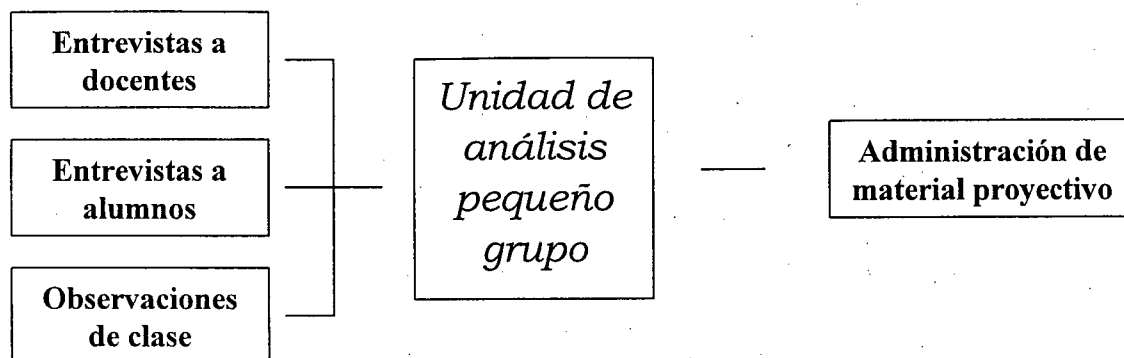 Entrevistas a
docentes
Entrevistas a
alumnos
Observaciones
de clase
Unidad de
análisis
pequeño
grupo
Administración de
material proyectivo